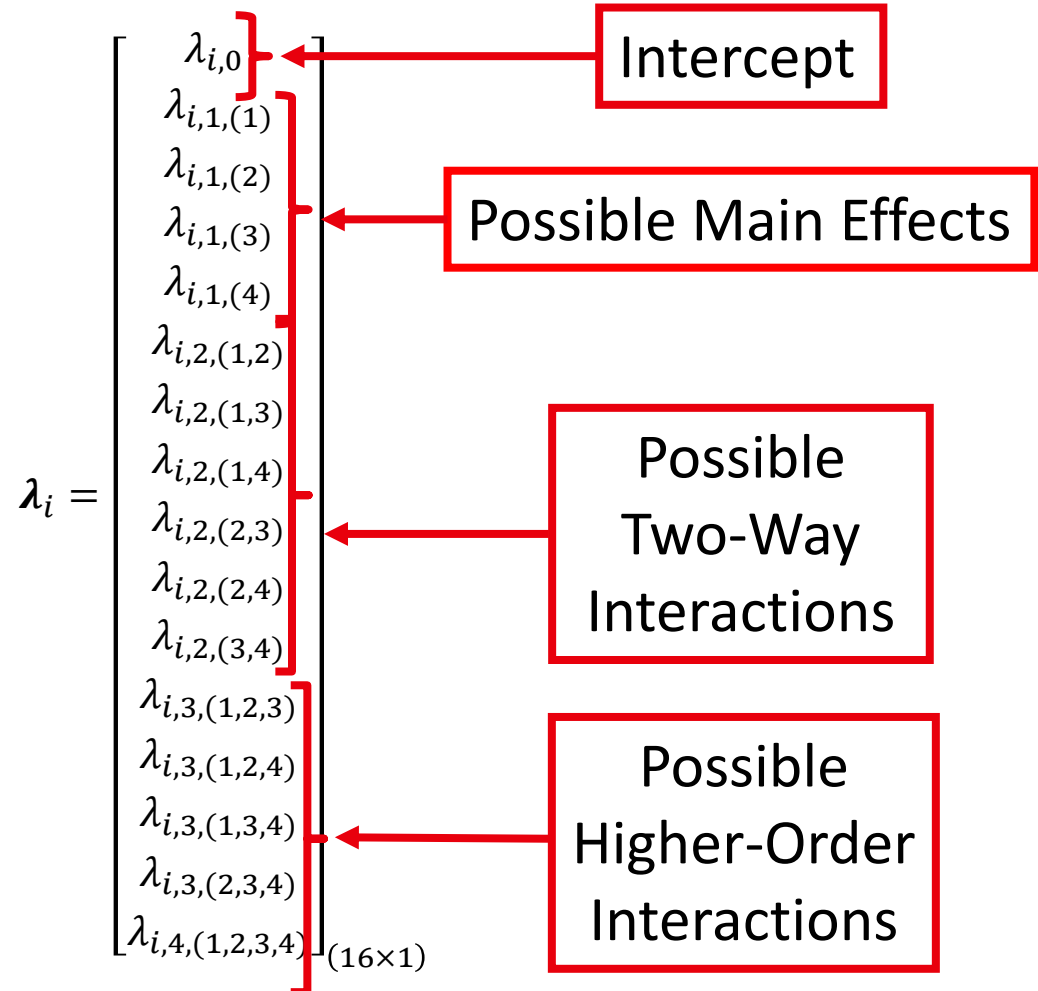 λ_{i,0}
Intercept
λ_{i,1,(1)}
λ_{i,1,(2)}
λ_{i,1,(3)}
λ_{i,1,(4)}
Possible Main Effects
λ_{i,2,(1,2)}
λ_{i,2,(1,3)}
λ_{i,2,(1,4)}
𝝀_i =
λ_{i,2,(2,3)}
λ_{i,2,(2,4)}
λ_{i,2,(3,4)}
Possible
Two-Way
Interactions
λ_{i,3,(1,2,3)}
λ_{i,3,(1,2,4)}
λ_{i,3,(1,3,4)}
λ_{i,3,(2,3,4)}
λ_{i,4,(1,2,3,4)}
(16×1)
Possible
Higher-Order
Interactions